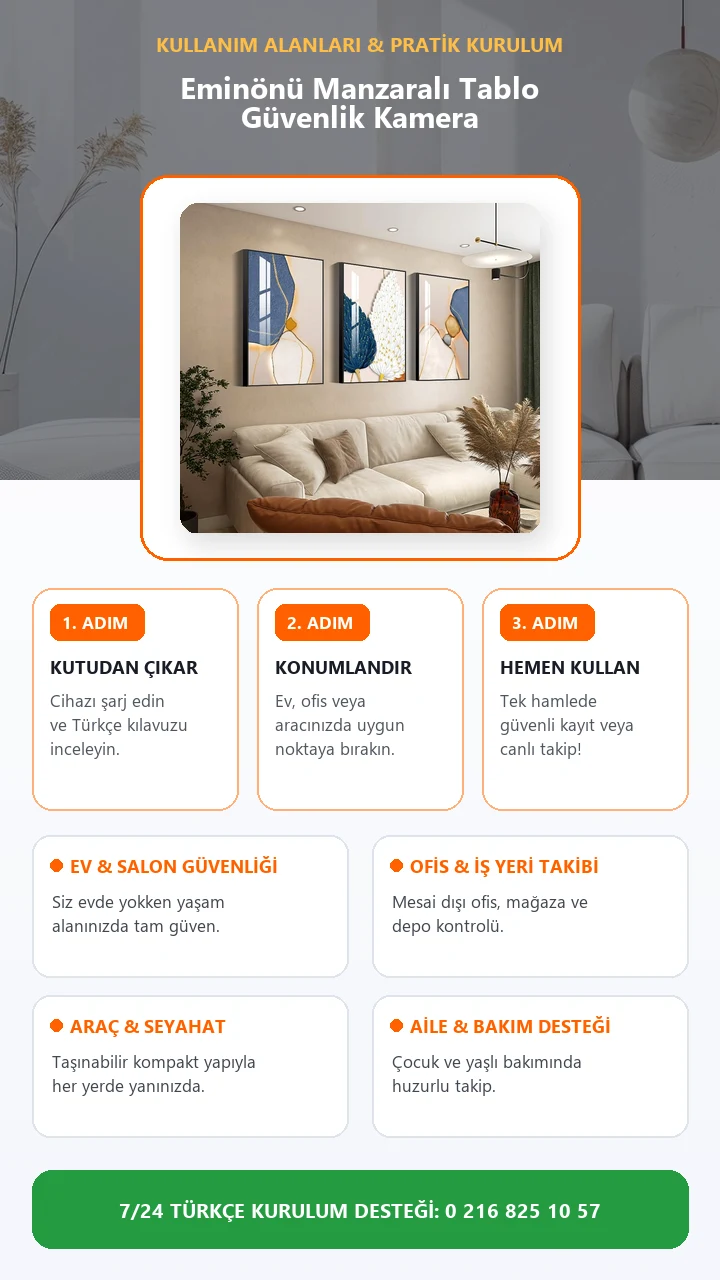 KULLANIM ALANLARI & PRATİK KURULUM
Eminönü Manzaralı Tablo
Güvenlik Kamera
1. ADIM
KUTUDAN ÇIKAR
Cihazı şarj edin
ve Türkçe kılavuzu
inceleyin.
2. ADIM
KONUMLANDIR
Ev, ofis veya
aracınızda uygun
noktaya bırakın.
3. ADIM
HEMEN KULLAN
Tek hamlede
güvenli kayıt veya
canlı takip!
EV & SALON GÜVENLİĞİ
Siz evde yokken yaşam
alanınızda tam güven.
OFİS & İŞ YERİ TAKİBİ
Mesai dışı ofis, mağaza ve
depo kontrolü.
ARAÇ & SEYAHAT
Taşınabilir kompakt yapıyla
her yerde yanınızda.
AİLE & BAKIM DESTEĞİ
Çocuk ve yaşlı bakımında
huzurlu takip.
7/24 TÜRKÇE KURULUM DESTEĞİ: 0 216 825 10 57